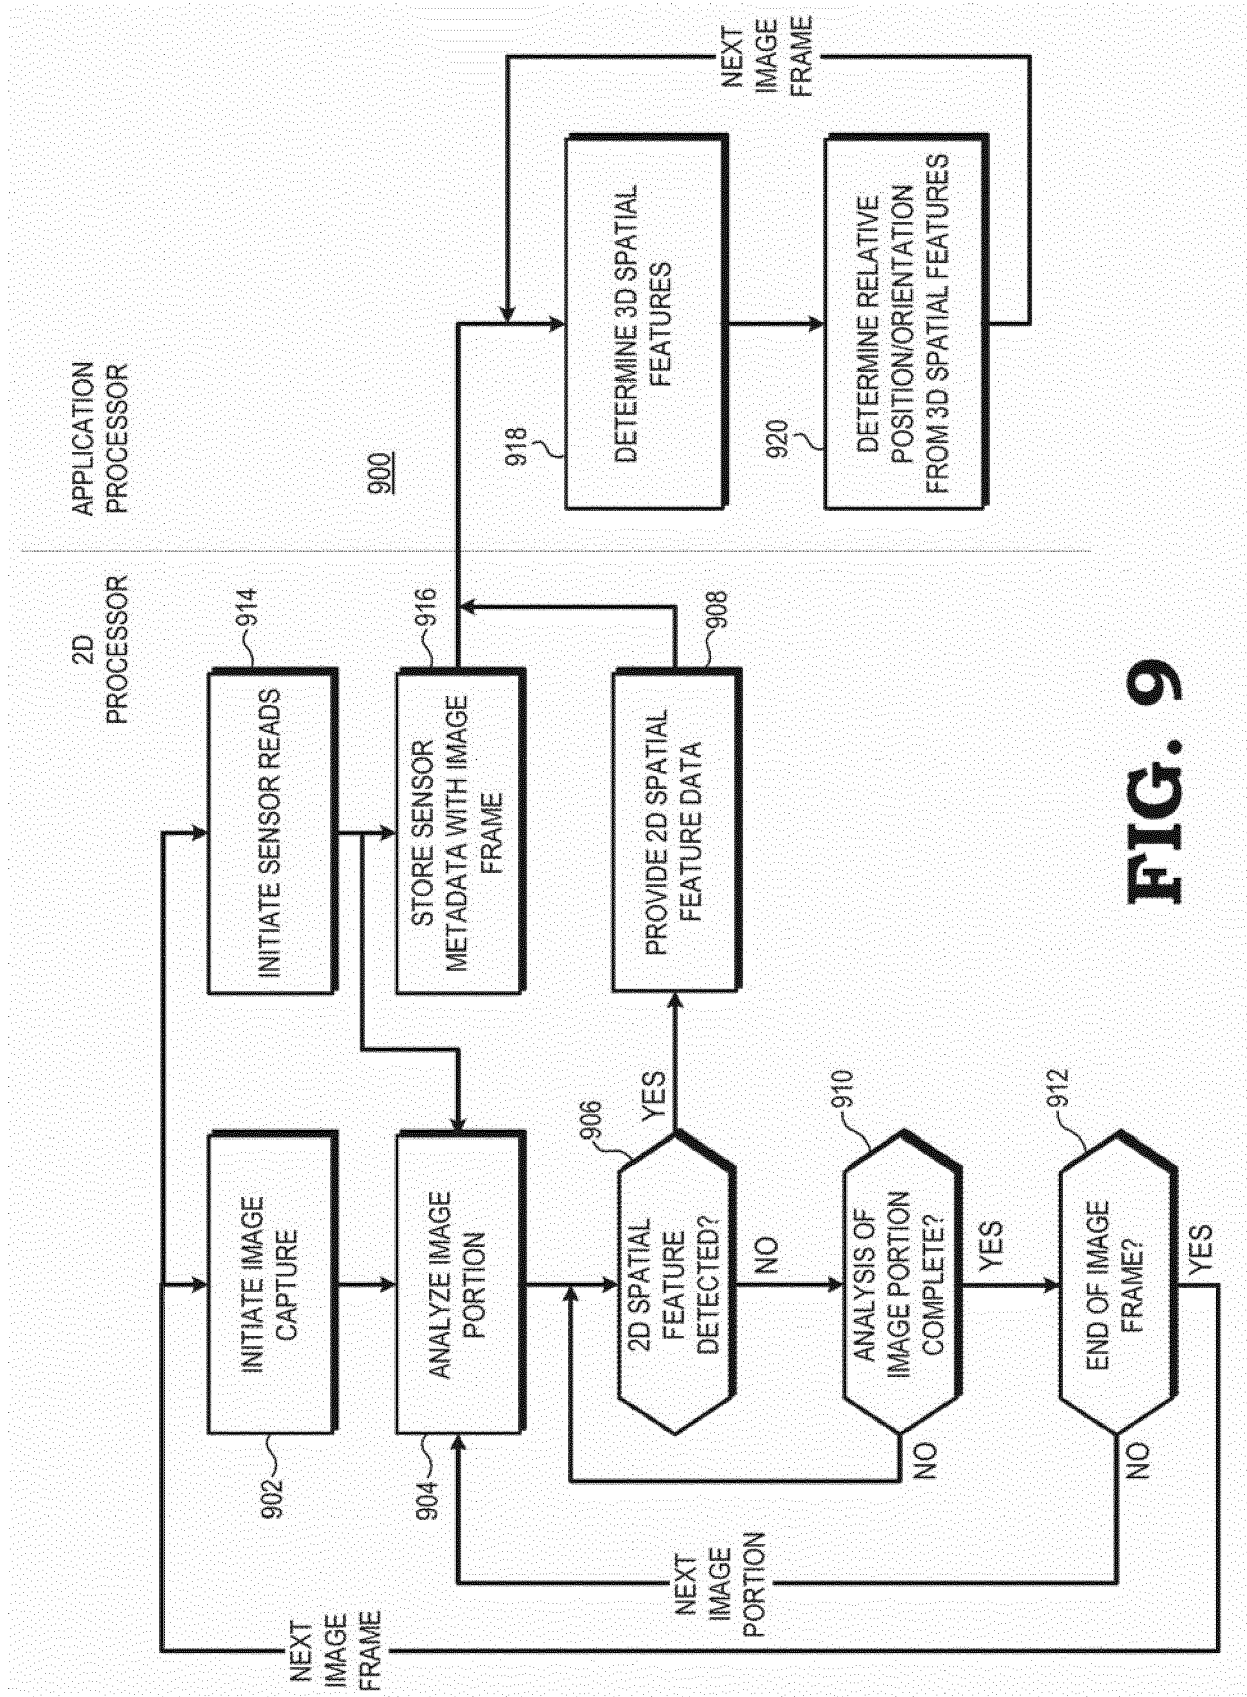 2D
PROCESSOR
APPLICATION
PROCESSOR
900
NEXT
IMAGE
FRAME
INITIATE IMAGE
CAPTURE
902
INITIATE SENSOR READS
914
ANALYZE IMAGE
PORTION
904
STORE SENSOR
METADATA WITH IMAGE
FRAME
916
NEXT
IMAGE
PORTION
2D SPATIAL
FEATURE
DETECTED?
906
YES
NO
PROVIDE 2D SPATIAL
FEATURE DATA
908
ANALYSIS OF
IMAGE PORTION
COMPLETE?
910
NO
YES
END OF IMAGE
FRAME?
912
NO
YES
DETERMINE 3D SPATIAL
FEATURES
918
DETERMINE RELATIVE
POSITION/ORIENTATION
FROM 3D SPATIAL FEATURES
920
NEXT
IMAGE
FRAME
FIG. 9